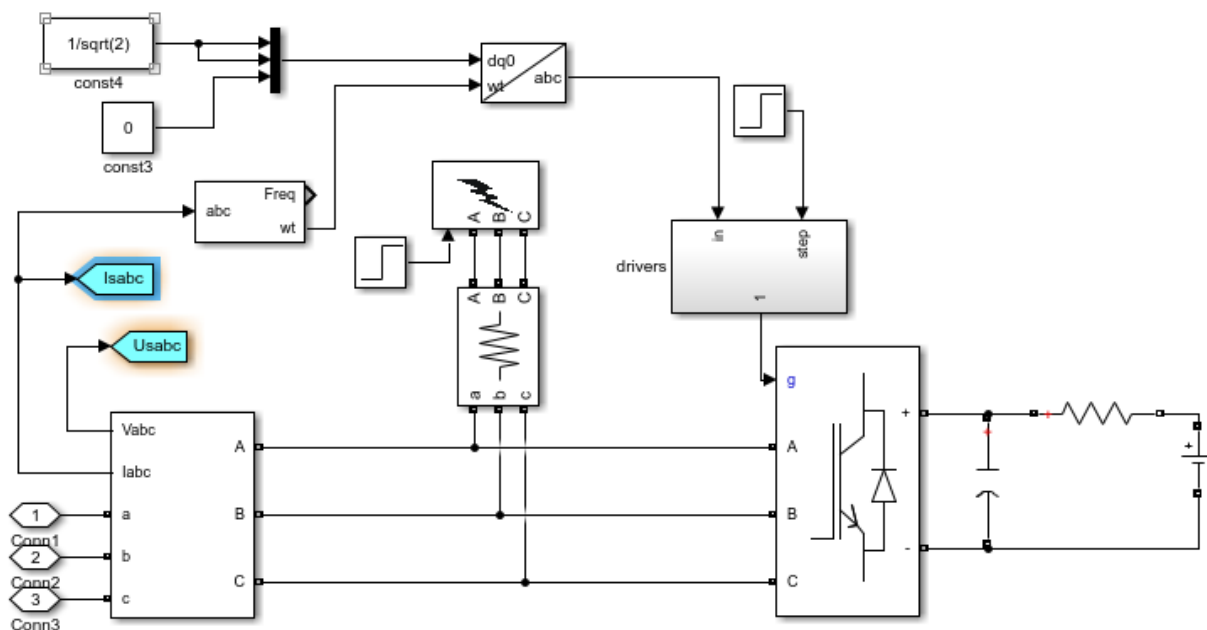 1/sqrt(2)
const4
0
const3
dq0
wt
abc
abc
Freq
wt
A
B
C
A
B
C
a
b
c
in
step
1
drivers
Isabc
Usabc
Vabc
Iabc
a
b
c
A
B
C
1
Conn1
2
Conn2
3
Conn3
g
A
B
C
+
-
+
+
+